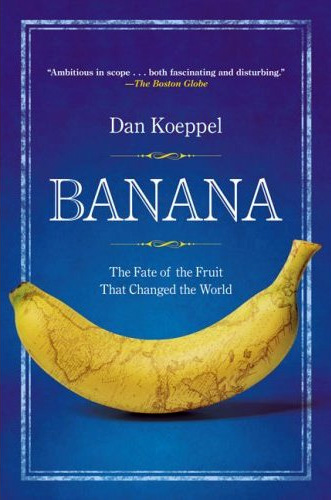 “Ambitious in scope . . . both fascinating and disturbing.”
—The Boston Globe
Dan Koeppel
BANANA
The Fate of the Fruit
That Changed the World